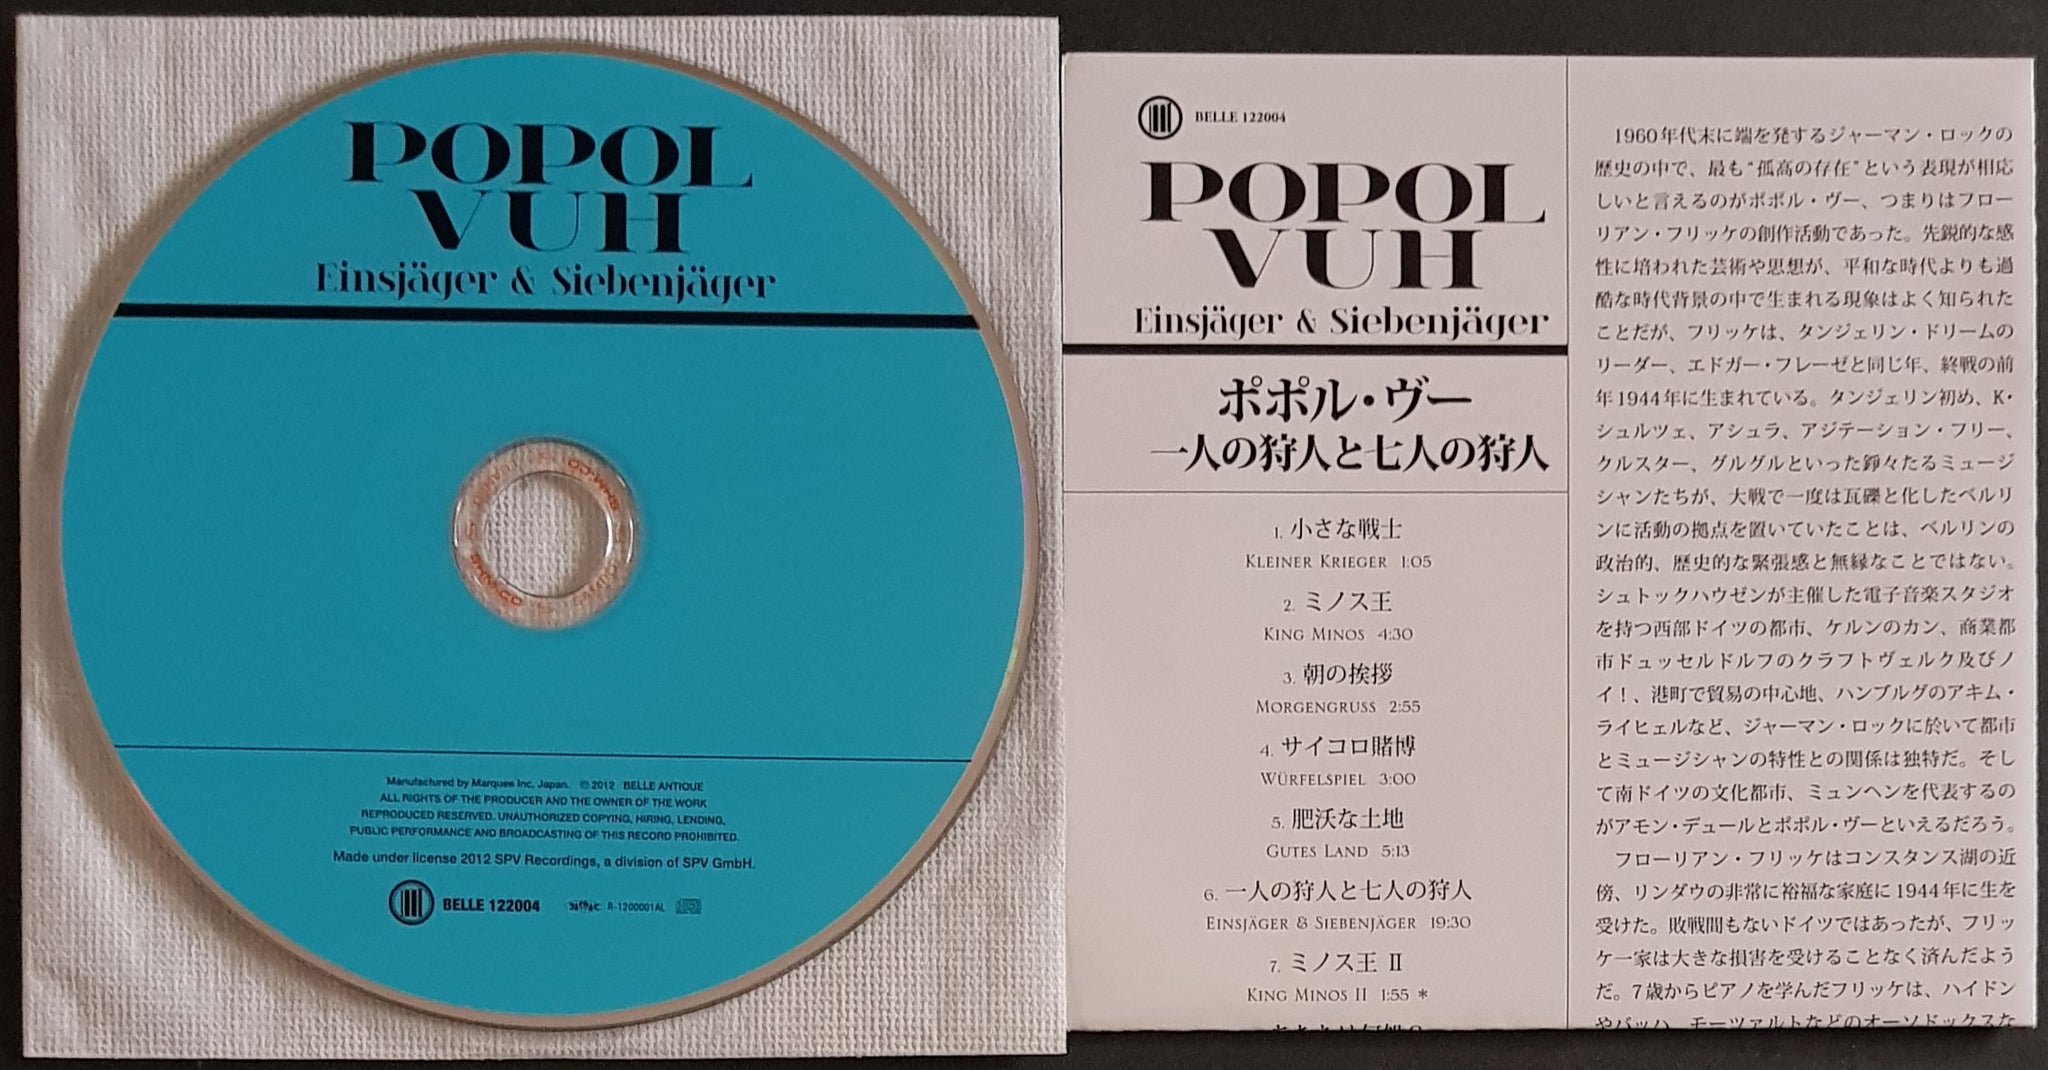 POPOL
VUH
Einsjäger & Siebenjäger
SHM-CD
SHM-CD
Manufactured by Marquee Inc. Japan. ©2012 BELLE ANTIQUE
ALL RIGHTS OF THE PRODUCER AND THE OWNER OF THE WORK
REPRODUCED RESERVED. UNAUTHORIZED COPYING, HIRING, LENDING,
PUBLIC PERFORMANCE AND BROADCASTING OF THIS RECORD PROHIBITED.
Made under license 2012 SPV Recordings, a division of SPV GmbH.
BELLE 122004 R-1200001AL
BELLE 122004
POPOL
VUH
Einsjäger & Siebenjäger
ポポル・ヴー
一人の狩人と七人の狩人
1. 小さな戦士
KLEINER KRIEGER 1:05
2. ミノス王
KING MINOS 4:30
3. 朝の挨拶
MORGENGRUSS 2:55
4. サイコロ賭博
WÜRFELSPIEL 3:00
5. 肥沃な土地
GUTES LAND 5:13
6. 一人の狩人と七人の狩人
EINSJÄGER & SIEBENJÄGER 19:30
7. ミノス王 II
KING MINOS II 1:55 *
1960年代末に端を発するジャーマン・ロックの
歴史の中で、最も“孤高の存在”という表現が相応
しいと言えるのがポポル・ヴー、つまりはフロー
リアン・フリッケの創作活動であった。先鋭的な感
性に培われた芸術や思想が、平和な時代よりも過
酷な時代背景の中で生まれる現象はよく知られた
ことだが、フリッケは、タンジェリン・ドリームの
リーダー、エドガー・フレーゼと同じ年、終戦の前
年1944年に生まれている。タンジェリン初め、K・
シュルツェ、アシュラ、アジテーション・フリー、
クルスター、グルグルといった錚々たるミュージ
シャンたちが、大戦で一度は瓦礫と化したベルリ
ンに活動の拠点を置いていたことは、ベルリンの
政治的、歴史的な緊張感と無縁なことではない。
シュトックハウゼンが主催した電子音楽スタジオ
を持つ西部ドイツの都市、ケルンのカン、商業都
市ドュッセルドルフのクラフトヴェルク及びノ
イ！、港町で貿易の中心地、ハンブルグのアキム・
ライヒェルなど、ジャーマン・ロックに於いて都市
とミュージシャンの特性との関係は独特だ。そし
て南ドイツの文化都市、ミュンヘンを代表するの
がアモン・デュールとポポル・ヴーといえるだろう。
フローリアン・フリッケはコンスタンス湖の近
傍、リンダウの非常に裕福な家庭に1944年に生を
受けた。敗戦間もないドイツではあったが、フリッ
ケ一家は大きな損害を受けることなく済んだよう
だ。7歳からピアノを学んだフリッケは、ハイドン
やバッハ、モーツァルトなどのオーソドックスな